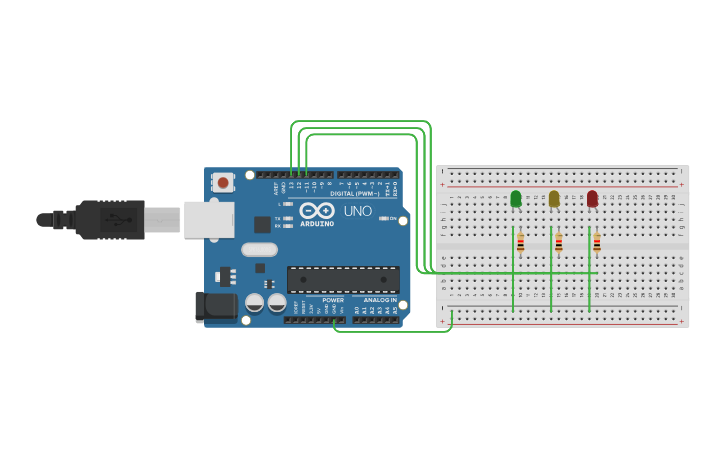 AREF
GND
13
12
~11
~10
~9
8
7
~6
~5
4
~3
2
TX→1
RX←0
DIGITAL (PWM ~)
L
TX
RX
UNO
ON
ARDUINO
POWER
ANALOG IN
IOREF
RESET
3.3V
5V
GND
GND
Vin
A0
A1
A2
A3
A4
A5